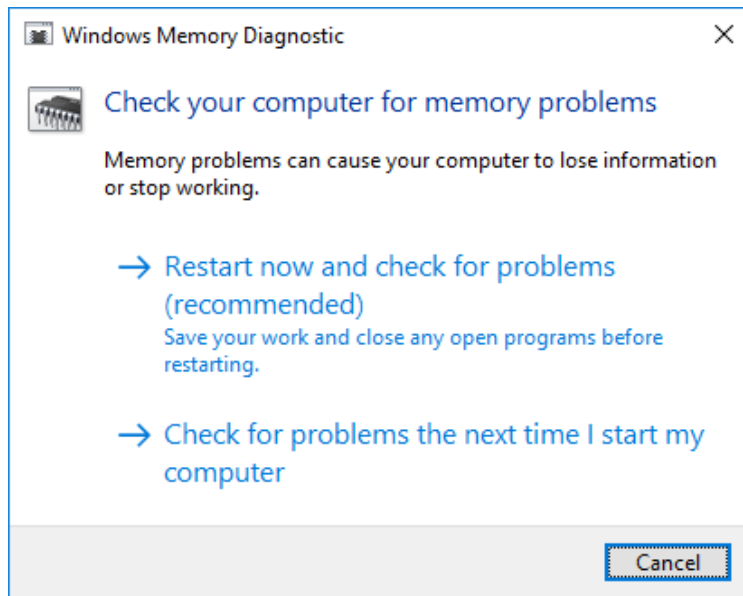 Windows Memory Diagnostic
Check your computer for memory problems
Memory problems can cause your computer to lose information
or stop working.
Restart now and check for problems
(recommended)
Save your work and close any open programs before
restarting.
Check for problems the next time I start my
computer
Cancel